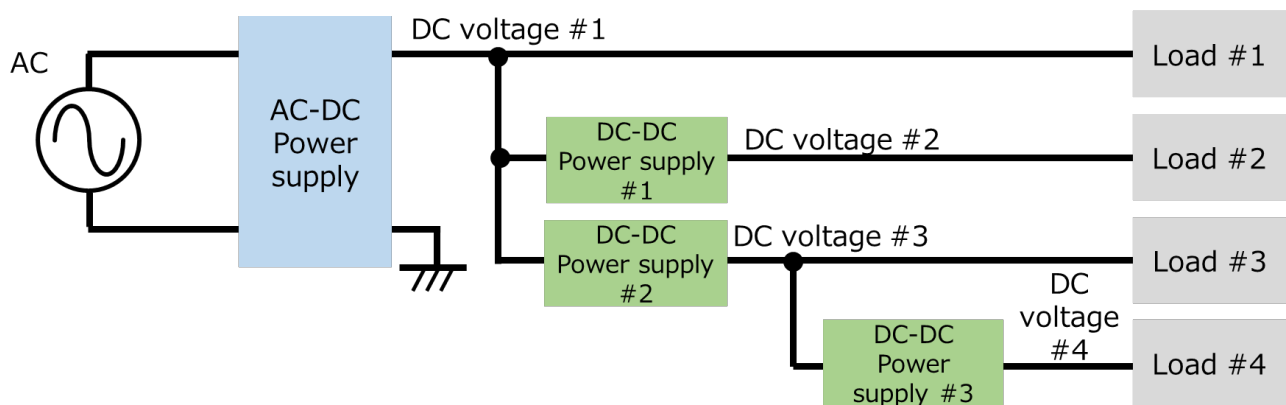 DC voltage #1
AC
Load #1
AC-DC
Power
supply
DC-DC
Power supply
#1
DC voltage #2
Load #2
DC-DC
Power supply
#2
DC voltage #3
Load #3
DC
voltage
#4
DC-DC
Power
supply #3
Load #4